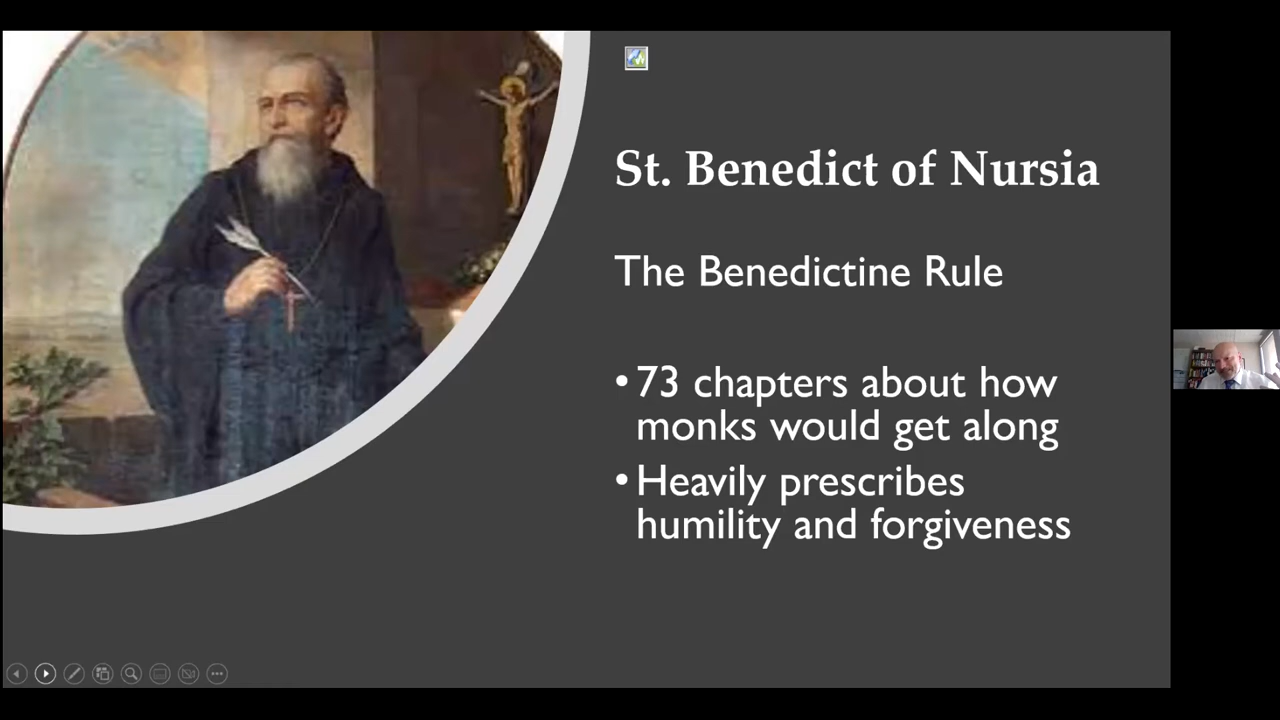 St. Benedict of Nursia
The Benedictine Rule
•73 chapters about how
monks would get along
•Heavily prescribes
humility and forgiveness